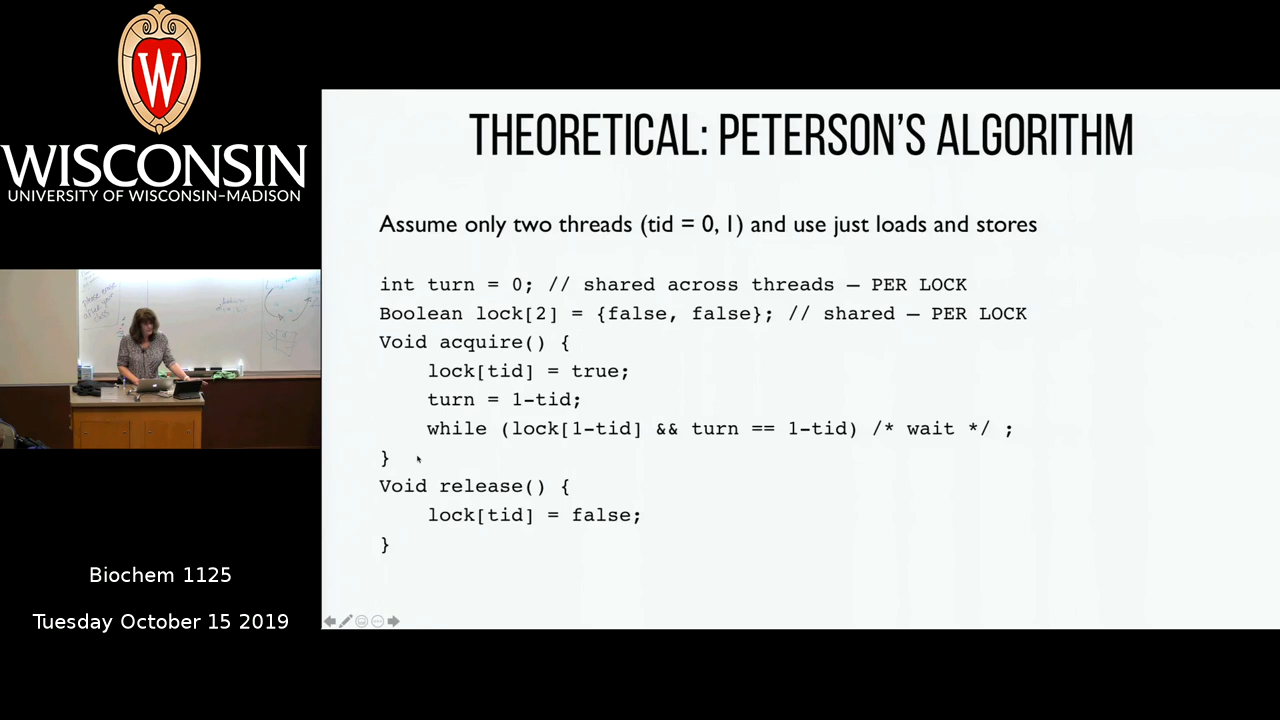 W
WISCONSIN
UNIVERSITY OF WISCONSIN–MADISON
Biochem 1125
Tuesday October 15 2019
THEORETICAL: PETERSON'S ALGORITHM
Assume only two threads (tid = 0, 1) and use just loads and stores
int turn = 0; // shared across threads – PER LOCK
Boolean lock[2] = {false, false}; // shared – PER LOCK
Void acquire() {
lock[tid] = true;
turn = 1-tid;
while (lock[1-tid] && turn == 1-tid) /* wait */ ;
}
Void release() {
lock[tid] = false;
}